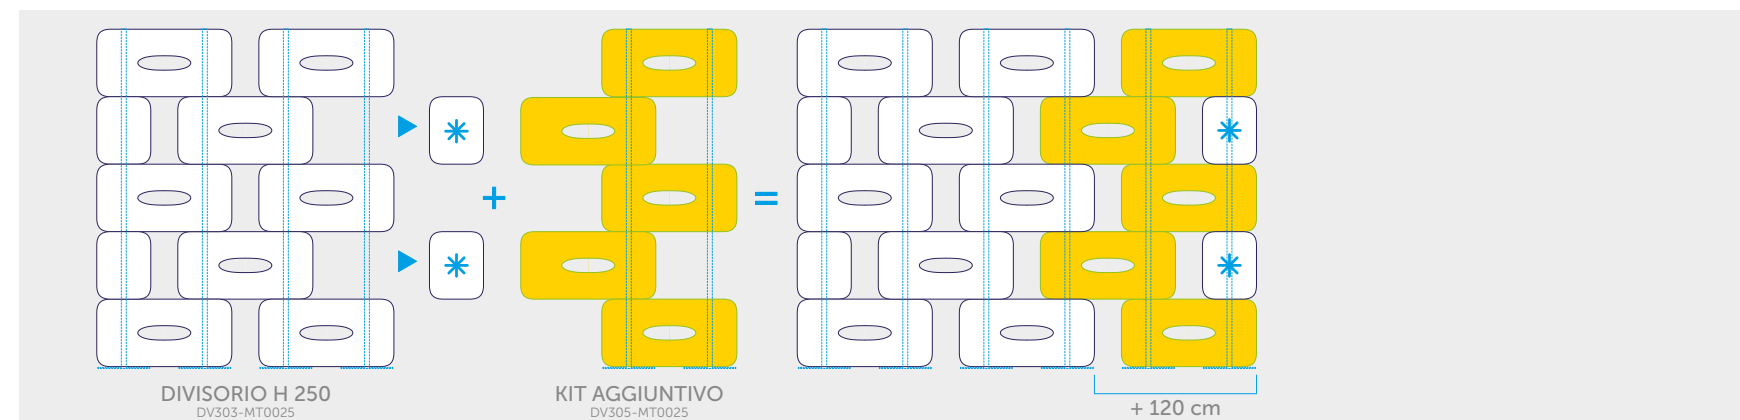 +
=
DIVISORIO H 250
DV303-MT0025
KIT AGGIUNTIVO
DV305-MT0025
+ 120 cm